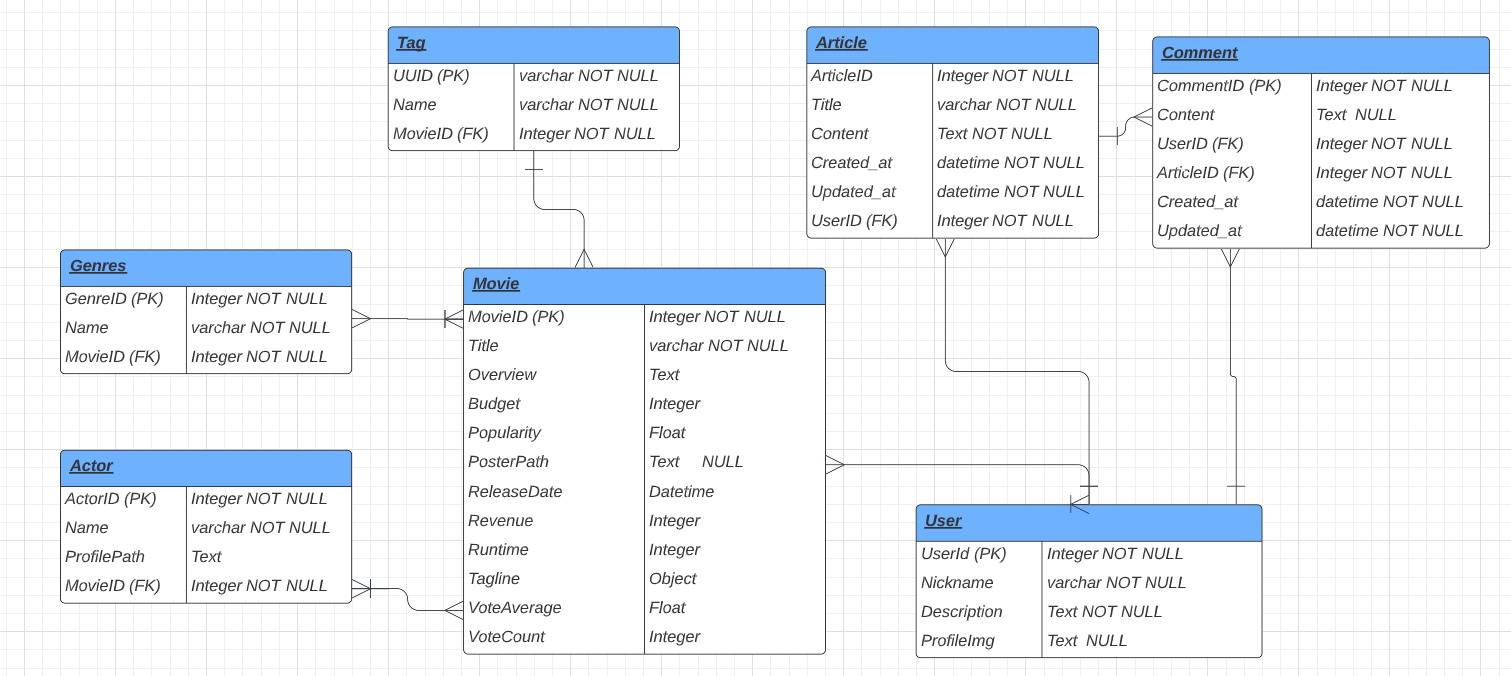 Tag
UUID (PK) varchar NOT NULL
Name varchar NOT NULL
MovieID (FK) Integer NOT NULL
Article
ArticleID Integer NOT NULL
Title varchar NOT NULL
Content Text NOT NULL
Created_at datetime NOT NULL
Updated_at datetime NOT NULL
UserID (FK) Integer NOT NULL
Comment
CommentID (PK) Integer NOT NULL
Content Text NULL
UserID (FK) Integer NOT NULL
ArticleID (FK) Integer NOT NULL
Created_at datetime NOT NULL
Updated_at datetime NOT NULL
Genres
GenreID (PK) Integer NOT NULL
Name varchar NOT NULL
MovieID (FK) Integer NOT NULL
Movie
MovieID (PK) Integer NOT NULL
Title varchar NOT NULL
Overview Text
Budget Integer
Popularity Float
PosterPath Text NULL
ReleaseDate Datetime
Revenue Integer
Runtime Integer
Tagline Object
VoteAverage Float
VoteCount Integer
Actor
ActorID (PK) Integer NOT NULL
Name varchar NOT NULL
ProfilePath Text
MovieID (FK) Integer NOT NULL
User
UserId (PK) Integer NOT NULL
Nickname varchar NOT NULL
Description Text NOT NULL
ProfileImg Text NULL